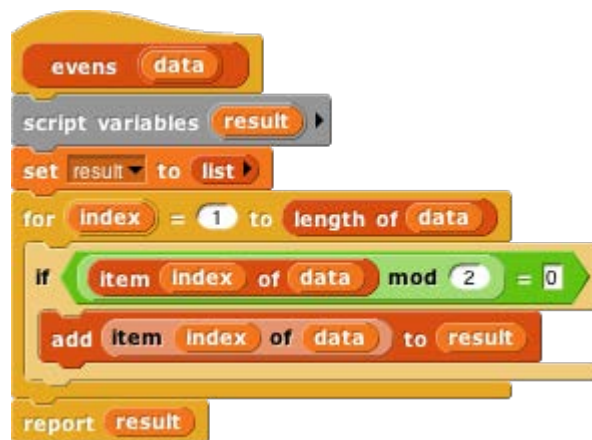 evens data
script variables result
set result to list
for index = 1 to length of data
if item index of data mod 2 = 0
add item index of data to result
report result